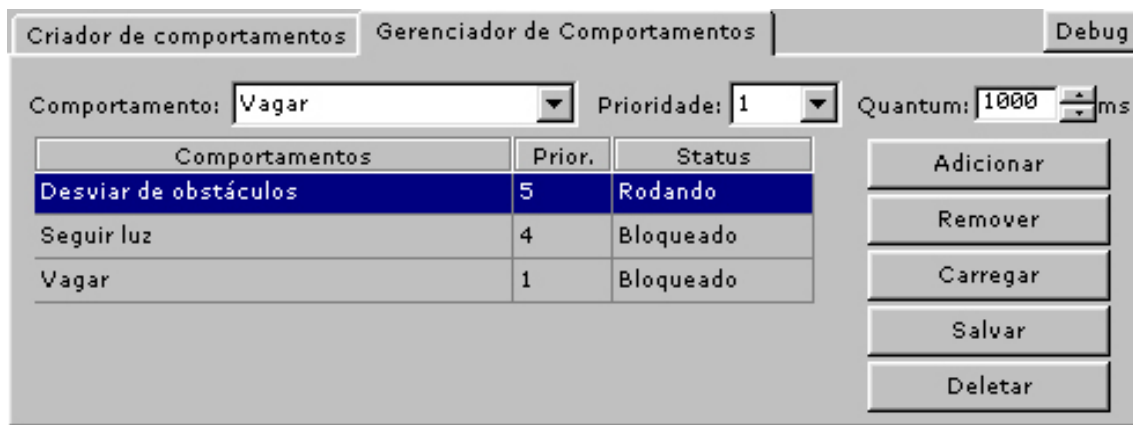 Criador de comportamentos Gerenciador de Comportamentos Debug
Comportamento: Vagar Prioridade: 1 Quantum: 1000 ms
Comportamentos Prior. Status
Desviar de obstáculos 5 Rodando
Seguir luz 4 Bloqueado
Vagar 1 Bloqueado
Adicionar
Remover
Carregar
Salvar
Deletar